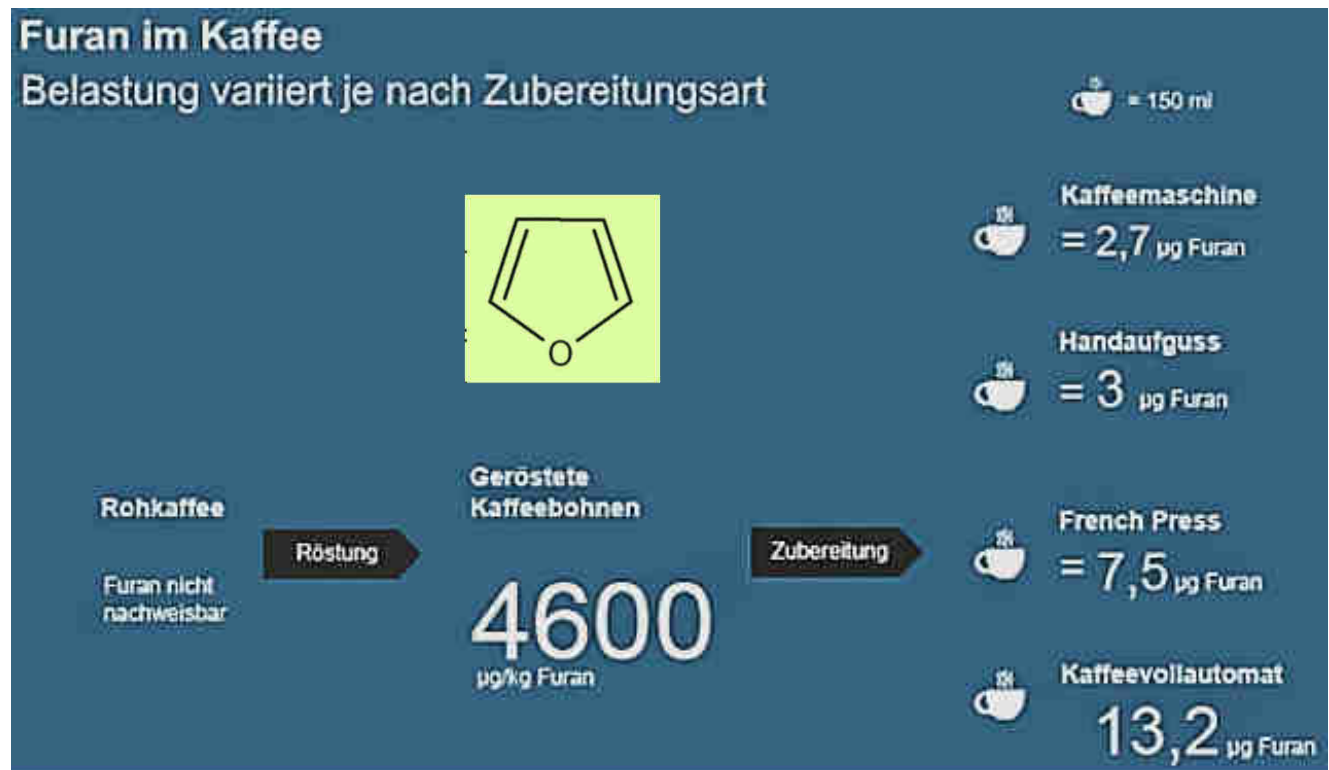 Furan im Kaffee
Belastung variiert je nach Zubereitungsart
= 150 ml
Kaffeemaschine
= 2,7 µg Furan
Handaufguss
= 3 µg Furan
O
Rohkaffee
Furan nicht
nachweisbar
Röstung
Geröstete
Kaffeebohnen
4600
µg/kg Furan
Zubereitung
French Press
= 7,5 µg Furan
Kaffeevollautomat
13,2 µg Furan